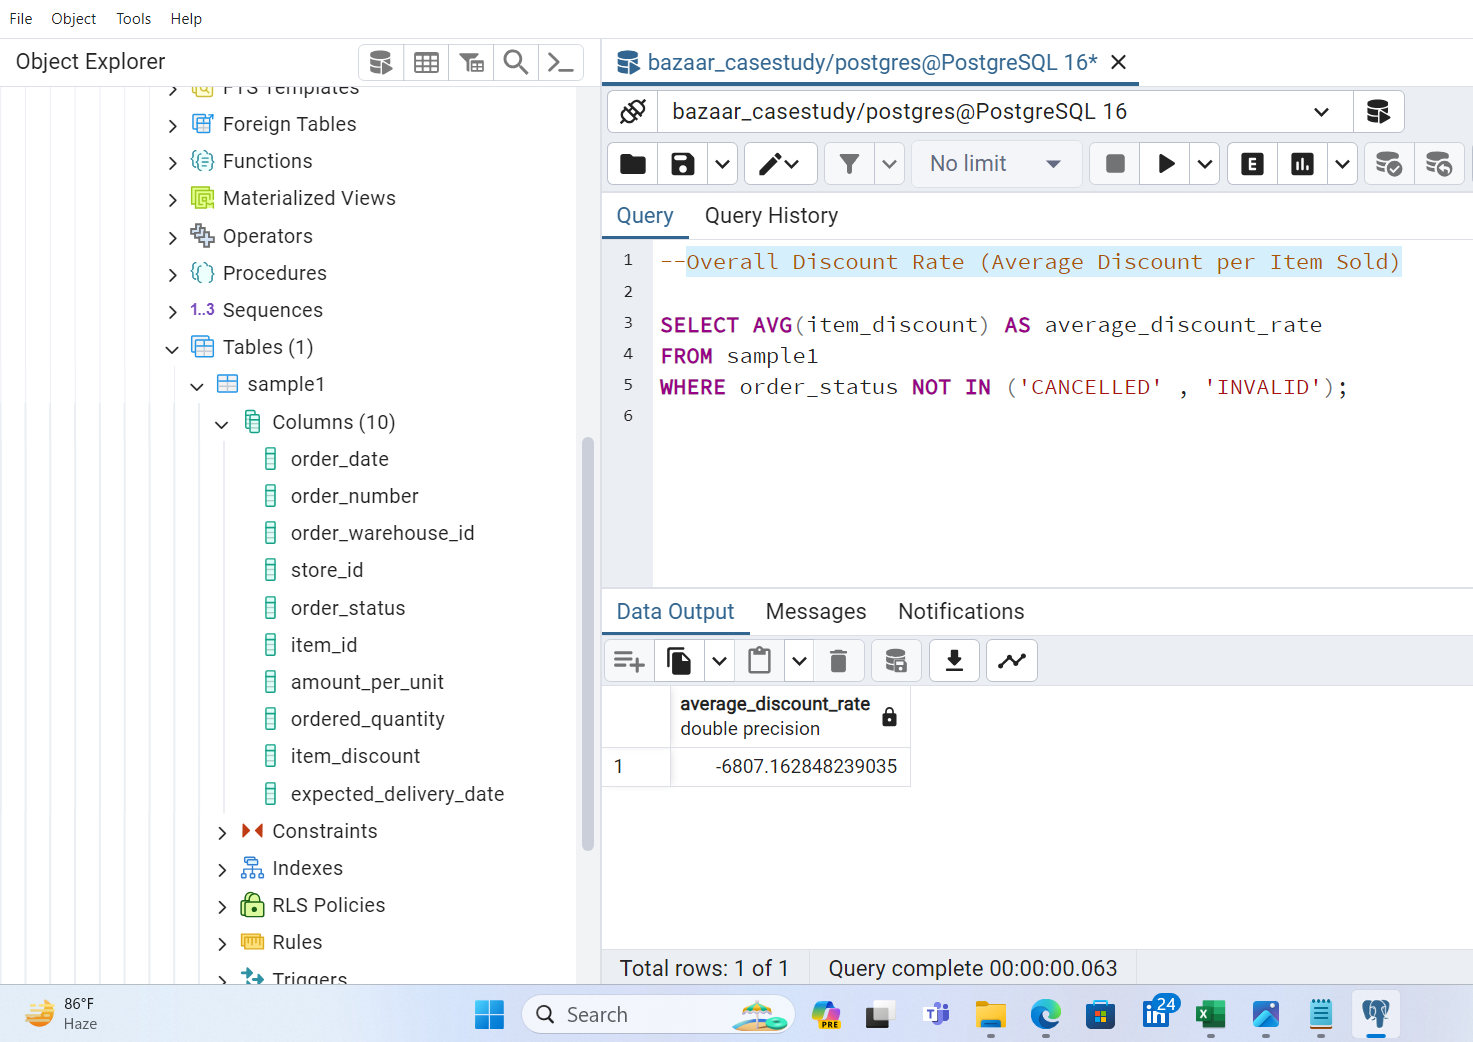 File Object Tools Help
Object Explorer
FTS Templates
Foreign Tables
Functions
Materialized Views
Operators
Procedures
1..3 Sequences
Tables (1)
sample1
Columns (10)
order_date
order_number
order_warehouse_id
store_id
order_status
item_id
amount_per_unit
ordered_quantity
item_discount
expected_delivery_date
Constraints
Indexes
RLS Policies
Rules
Triggers
bazaar_casestudy/postgres@PostgreSQL 16*
bazaar_casestudy/postgres@PostgreSQL 16
No limit
E
Query Query History
1 --Overall Discount Rate (Average Discount per Item Sold)
2
3 SELECT AVG(item_discount) AS average_discount_rate
4 FROM sample1
5 WHERE order_status NOT IN ('CANCELLED' , 'INVALID');
6
Data Output Messages Notifications
average_discount_rate
double precision
1 -6807.162848239035
Total rows: 1 of 1 Query complete 00:00:00.063
86°F
Haze
Search
PRE
24